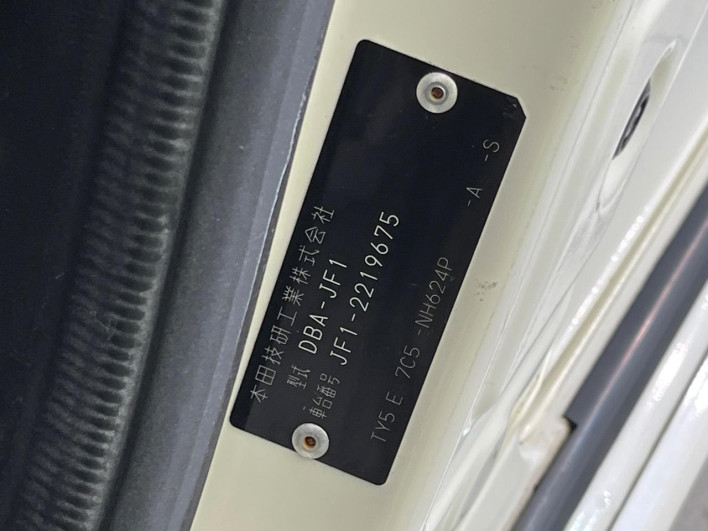 本田技研工業株式会社
型式 DBA-JF1
車台番号 JF1-2219675
TY5 E 7C5 -NH624P -A -S